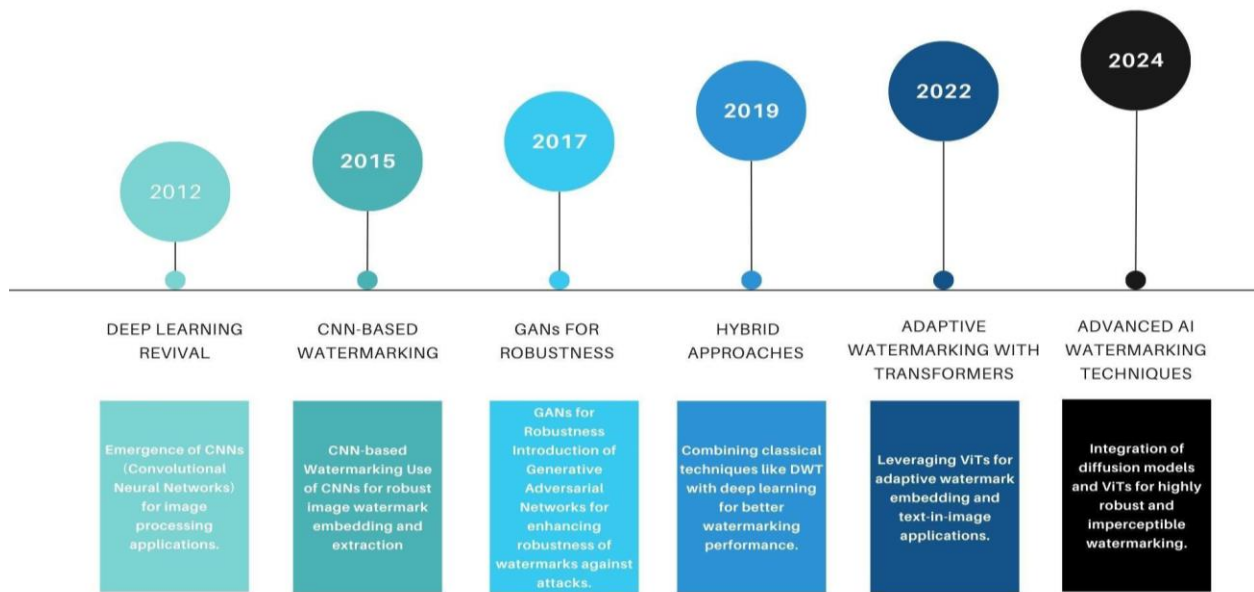 2012
2015
2017
2019
2022
2024
DEEP LEARNING
REVIVAL
CNN-BASED
WATERMARKING
GANs FOR
ROBUSTNESS
HYBRID
APPROACHES
ADAPTIVE
WATERMARKING WITH
TRANSFORMERS
ADVANCED AI
WATERMARKING
TECHNIQUES
Emergence of CNNs
(Convolutional
Neural Networks)
for image
processing
applications.
CNN-based
Watermarking Use
of CNNs for robust
image watermark
embedding and
extraction
GANs for
Robustness
Introduction of
Generative
Adversarial
Networks for
enhancing
robustness of
watermarks against
attacks.
Combining classical
techniques like DWT
with deep learning
for better
watermarking
performance.
Leveraging ViTs for
adaptive watermark
embedding and
text-in-image
applications.
Integration of
diffusion models
and ViTs for highly
robust and
imperceptible
watermarking.